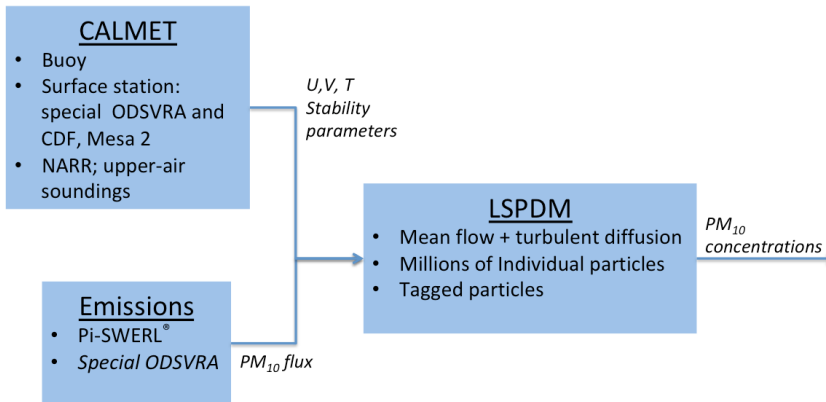 CALMET
• Buoy
• Surface station:
special ODSVRA and
CDF, Mesa 2
• NARR; upper-air
soundings
U,V, T
Stability
parameters
LSPDM
• Mean flow + turbulent diffusion
• Millions of Individual particles
• Tagged particles
PM10
concentrations
Emissions
• Pi-SWERL®
• Special ODSVRA
PM10 flux